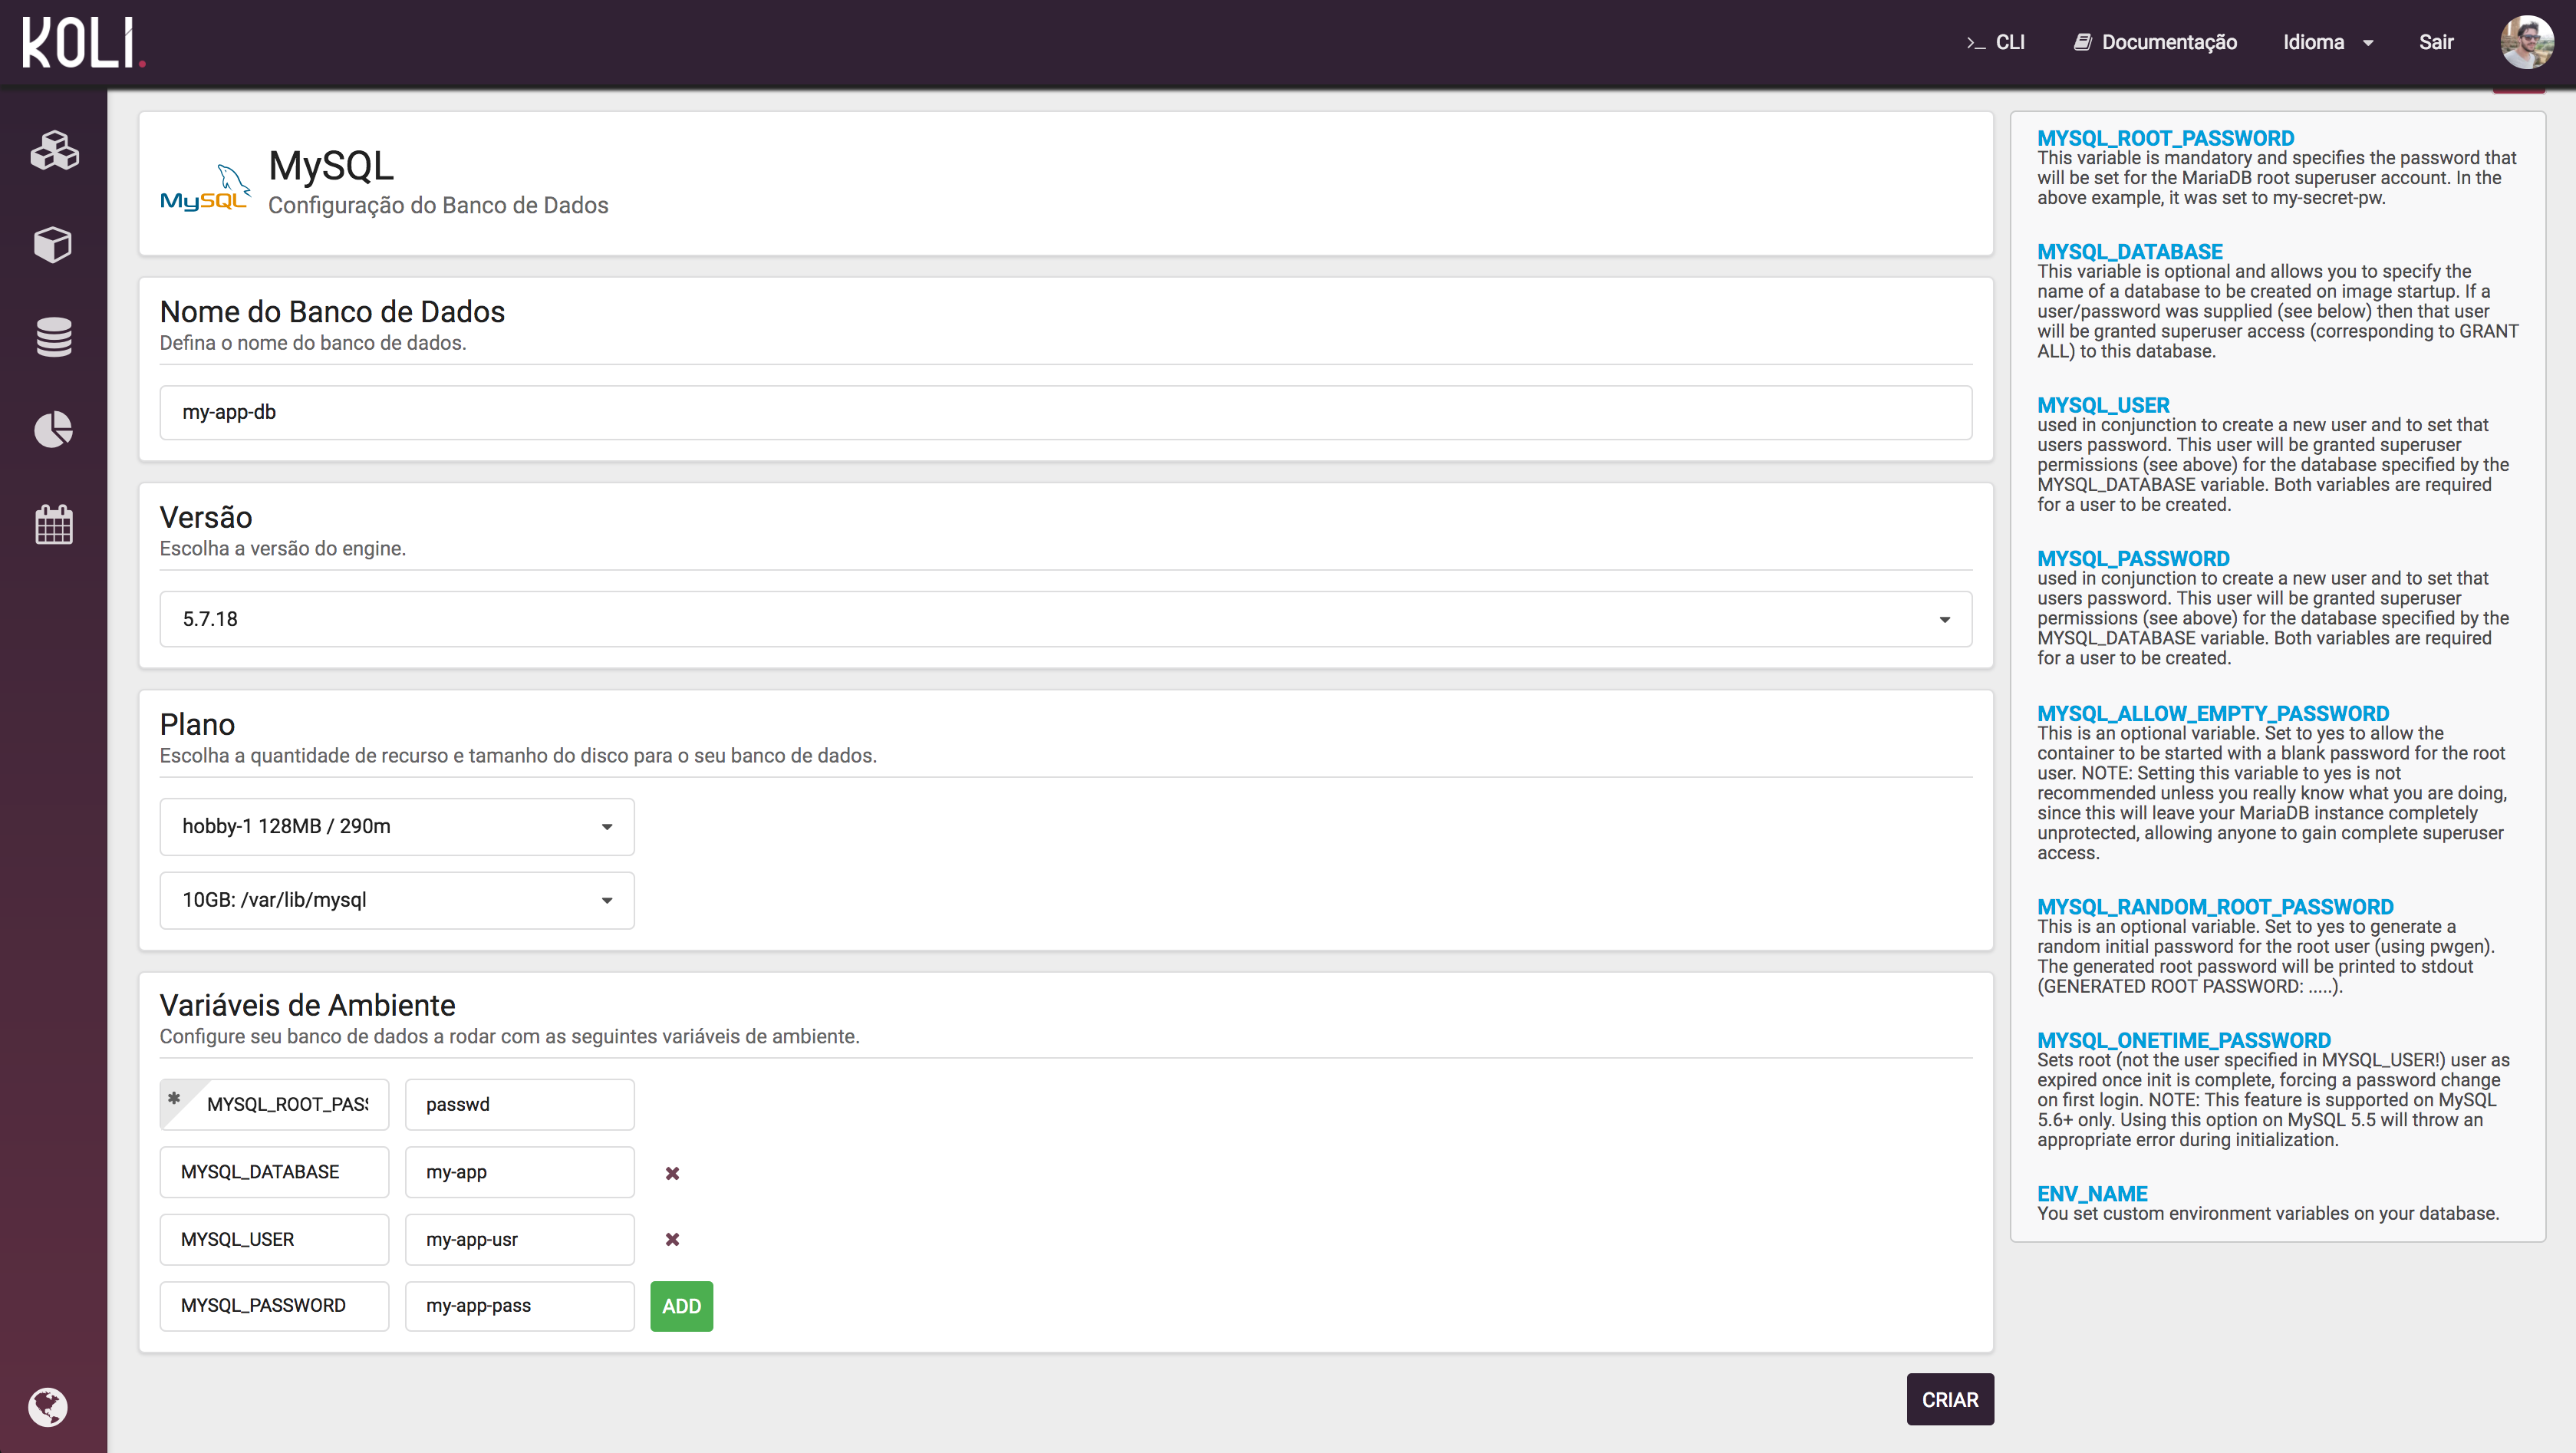 KOLI.
>_ CLI
Documentação
Idioma
Sair
MySQL
MySQL
Configuração do Banco de Dados
Nome do Banco de Dados
Defina o nome do banco de dados.
my-app-db
Versão
Escolha a versão do engine.
5.7.18
Plano
Escolha a quantidade de recurso e tamanho do disco para o seu banco de dados.
hobby-1 128MB / 290m
10GB: /var/lib/mysql
Variáveis de Ambiente
Configure seu banco de dados a rodar com as seguintes variáveis de ambiente.
* MYSQL_ROOT_PAS
passwd
MYSQL_DATABASE
my-app
MYSQL_USER
my-app-usr
MYSQL_PASSWORD
my-app-pass
ADD
CRIAR
MYSQL_ROOT_PASSWORD
This variable is mandatory and specifies the password that
will be set for the MariaDB root superuser account. In the
above example, it was set to my-secret-pw.
MYSQL_DATABASE
This variable is optional and allows you to specify the
name of a database to be created on image startup. If a
user/password was supplied (see below) then that user
will be granted superuser access (corresponding to GRANT
ALL) to this database.
MYSQL_USER
used in conjunction to create a new user and to set that
users password. This user will be granted superuser
permissions (see above) for the database specified by the
MYSQL_DATABASE variable. Both variables are required
for a user to be created.
MYSQL_PASSWORD
used in conjunction to create a new user and to set that
users password. This user will be granted superuser
permissions (see above) for the database specified by the
MYSQL_DATABASE variable. Both variables are required
for a user to be created.
MYSQL_ALLOW_EMPTY_PASSWORD
This is an optional variable. Set to yes to allow the
container to be started with a blank password for the root
user. NOTE: Setting this variable to yes is not
recommended unless you really know what you are doing,
since this will leave your MariaDB instance completely
unprotected, allowing anyone to gain complete superuser
access.
MYSQL_RANDOM_ROOT_PASSWORD
This is an optional variable. Set to yes to generate a
random initial password for the root user (using pwgen).
The generated root password will be printed to stdout
(GENERATED ROOT PASSWORD: .....).
MYSQL_ONETIME_PASSWORD
Sets root (not the user specified in MYSQL_USER!) user as
expired once init is complete, forcing a password change
on first login. NOTE: This feature is supported on MySQL
5.6+ only. Using this option on MySQL 5.5 will throw an
appropriate error during initialization.
ENV_NAME
You set custom environment variables on your database.